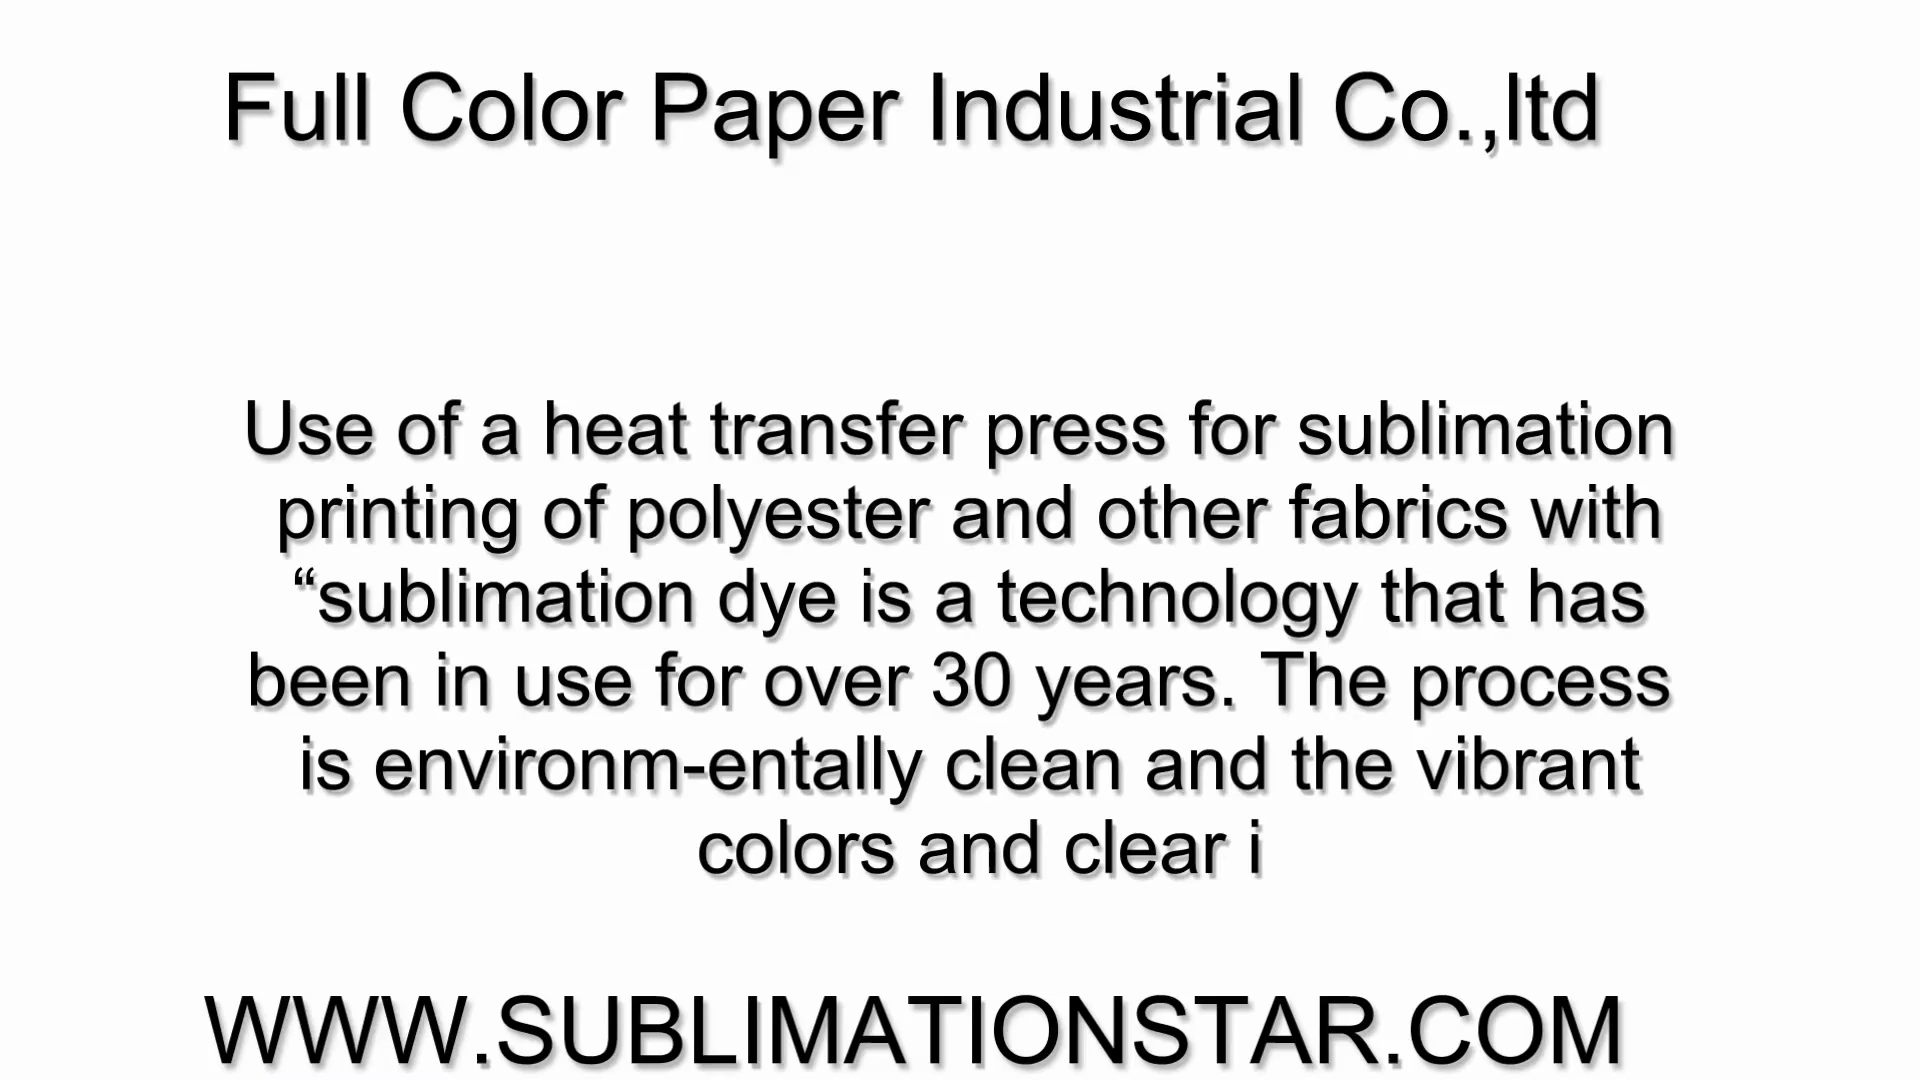 Full Color Paper Industrial Co.,ltd
Use of a heat transfer press for sublimation
printing of polyester and other fabrics with
“sublimation dye is a technology that has
been in use for over 30 years. The process
is environm-entally clean and the vibrant
colors and clear i
WWW.SUBLIMATIONSTAR.COM